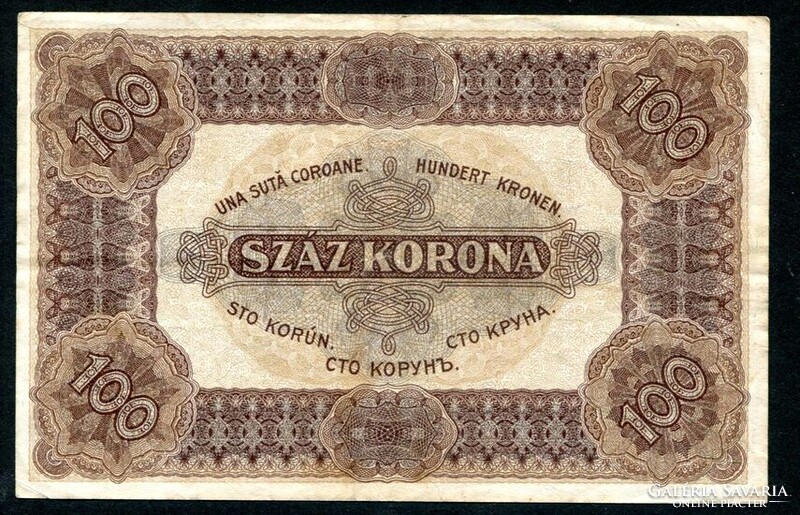 100
100
UNA SUTĂ COROANE. HUNDERT KRONEN.
SZÁZ KORONA
STO KORÚN. СТО КРУНА.
СТО КОРУНЪ.
100
100
GALERIA SAVARIA
ONLINE PIACTÉR